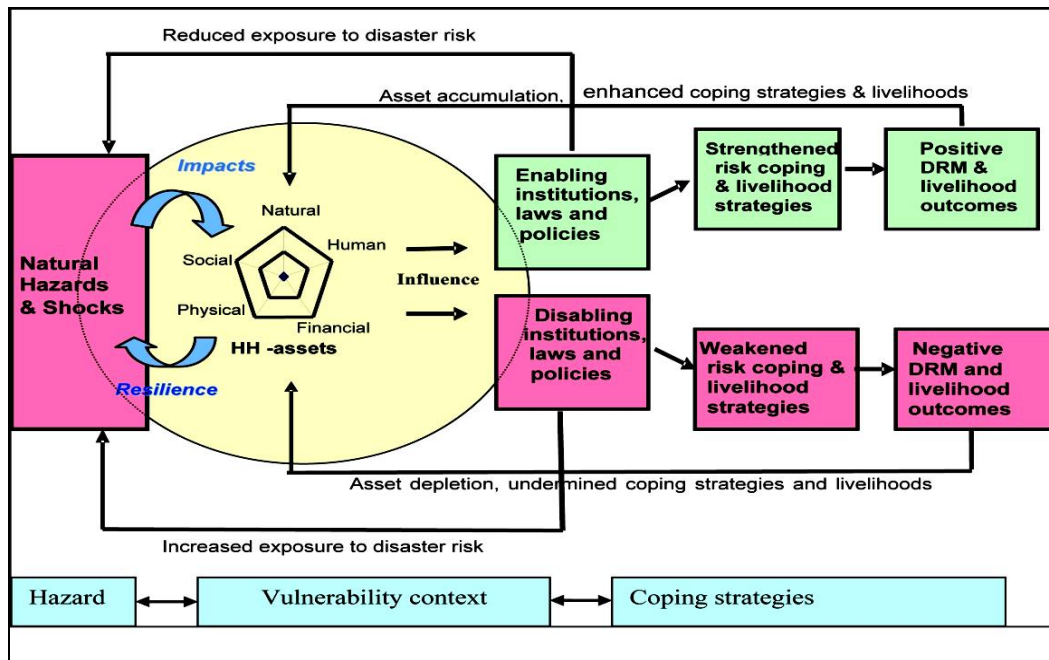 Reduced exposure to disaster risk
Asset accumulation, enhanced coping strategies & livelihoods
Impacts
Natural
Human
Social
Physical
Financial
HH -assets
Resilience
Natural
Hazards
& Shocks
Influence
Enabling
institutions,
laws and
policies
Strengthened
risk coping
& livelihood
strategies
Positive
DRM &
livelihood
outcomes
Disabling
institutions,
laws and
policies
Weakened
risk coping &
livelihood
strategies
Negative
DRM and
livelihood
outcomes
Asset depletion, undermined coping strategies and livelihoods
Increased exposure to disaster risk
Hazard
Vulnerability context
Coping strategies